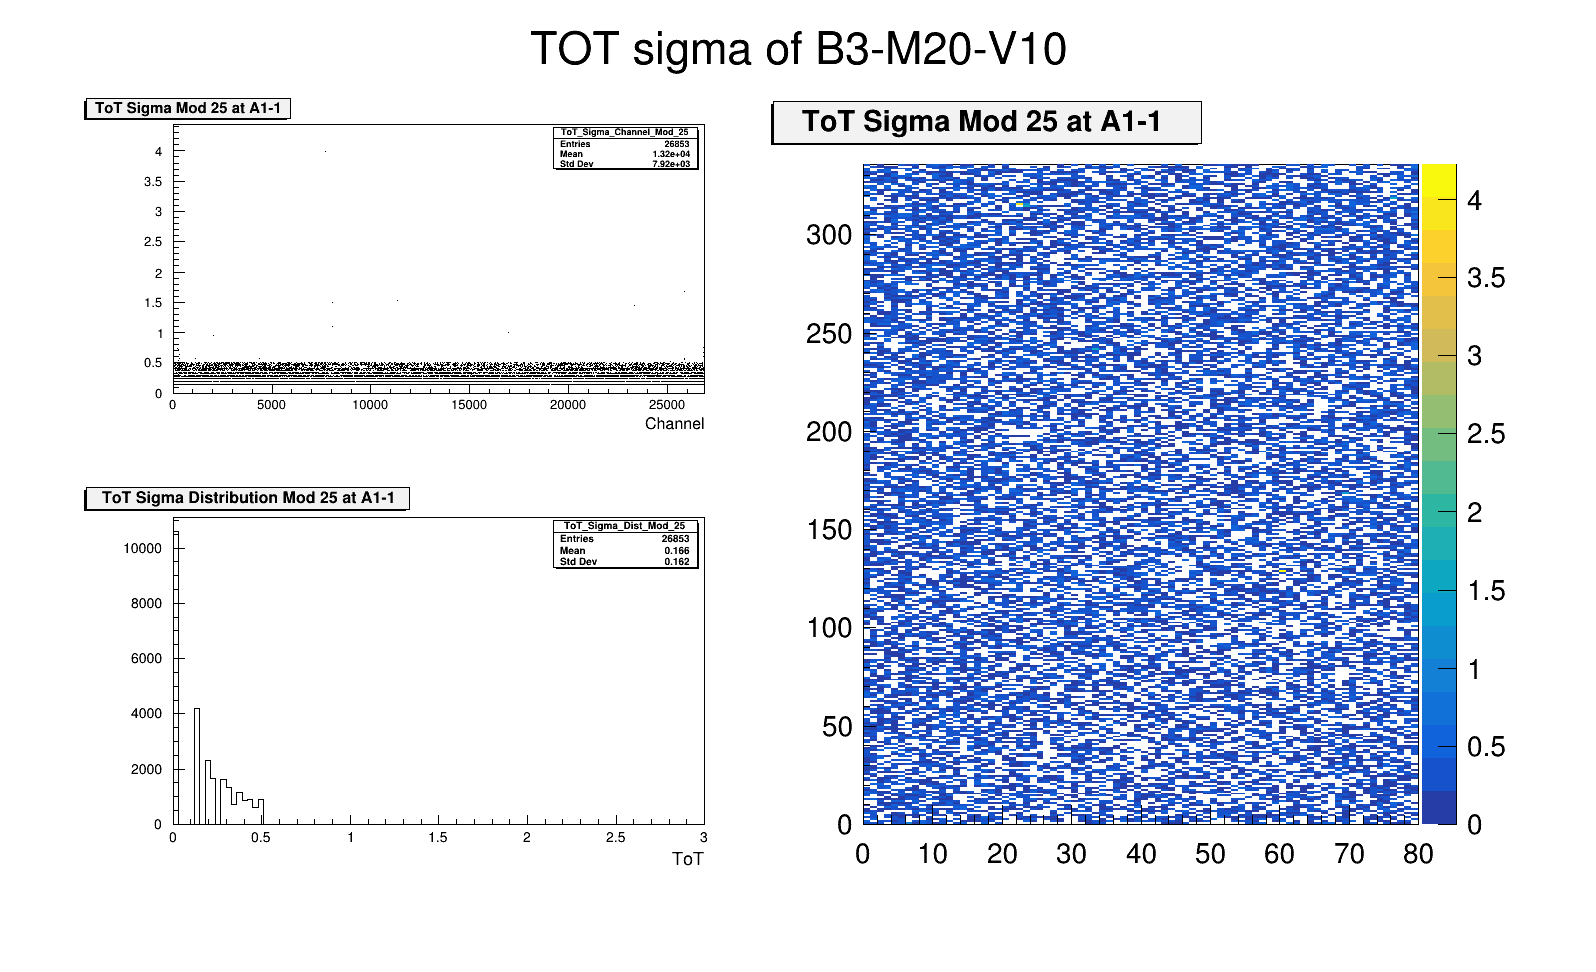 TOT sigma of B3-M20-V10
ToT Sigma Mod 25 at A1-1
ToT_Sigma_Channel_Mod_25
Entries 26853
Mean 1.32e+04
Std Dev 7.92e+03
4
3.5
3
2.5
2
1.5
1
0.5
0
0 5000 10000 15000 20000 25000
Channel
ToT Sigma Distribution Mod 25 at A1-1
ToT_Sigma_Dist_Mod_25
Entries 26853
Mean 0.166
Std Dev 0.162
10000
8000
6000
4000
2000
0
0 0.5 1 1.5 2 2.5 3
ToT
ToT Sigma Mod 25 at A1-1
300
250
200
150
100
50
0
0 10 20 30 40 50 60 70 80
4
3.5
3
2.5
2
1.5
1
0.5
0